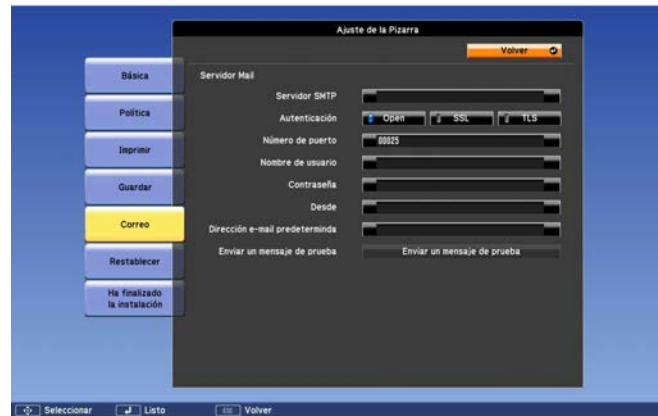 Ajuste de la Pizarra
Volver
Básica
Política
Imprimir
Guardar
Correo
Restablecer
Ha finalizado
la instalación
Servidor Mail
Servidor SMTP
Autenticación Open SSL TLS
Número de puerto 00025
Nombre de usuario
Contraseña
Desde
Dirección e-mail predeterminda
Enviar un mensaje de prueba Enviar un mensaje de prueba
Seleccionar Listo Volver